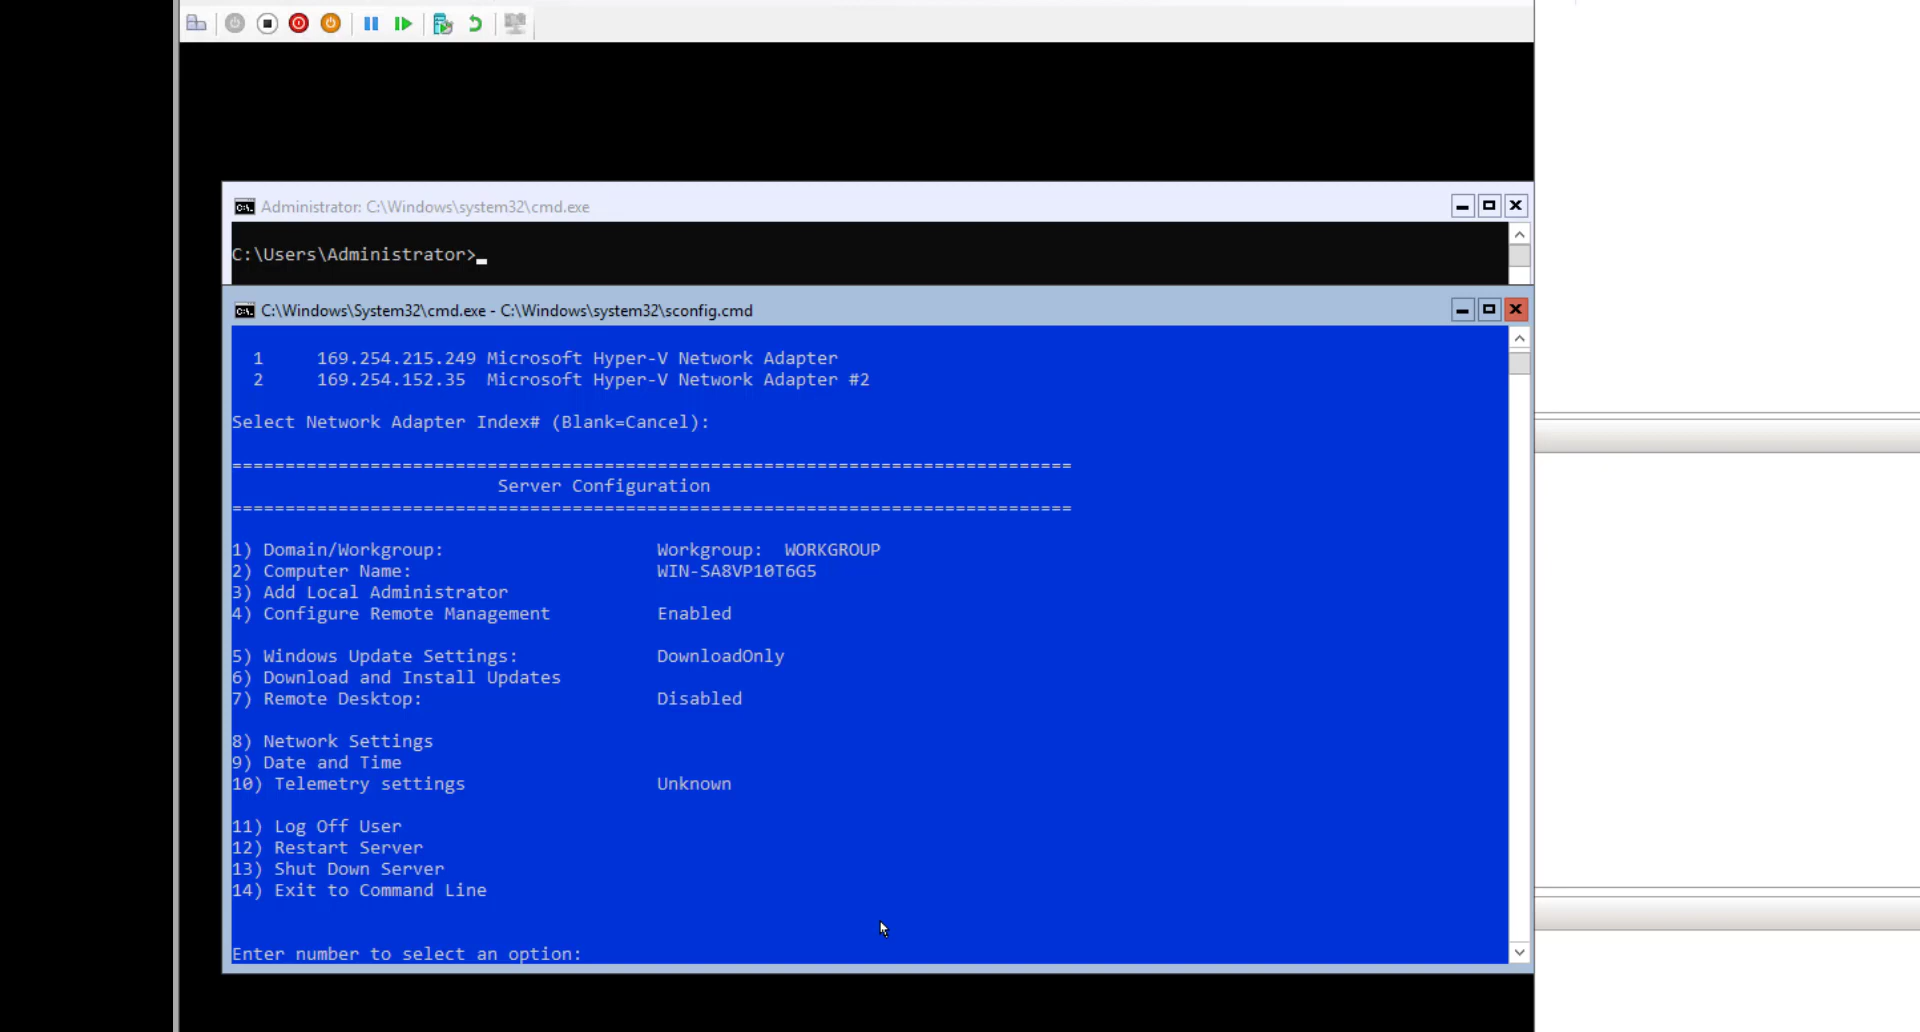 Administrator: C:\Windows\system32\cmd.exe
C:\Users\Administrator>
C:\Windows\System32\cmd.exe - C:\Windows\system32\sconfig.cmd
1 169.254.215.249 Microsoft Hyper-V Network Adapter
2 169.254.152.35 Microsoft Hyper-V Network Adapter #2
Select Network Adapter Index# (Blank=Cancel):
===============================================================================
Server Configuration
===============================================================================
1) Domain/Workgroup: Workgroup: WORKGROUP
2) Computer Name: WIN-SA8VP10T6G5
3) Add Local Administrator
4) Configure Remote Management Enabled
5) Windows Update Settings: DownloadOnly
6) Download and Install Updates
7) Remote Desktop: Disabled
8) Network Settings
9) Date and Time
10) Telemetry settings Unknown
11) Log Off User
12) Restart Server
13) Shut Down Server
14) Exit to Command Line
Enter number to select an option: